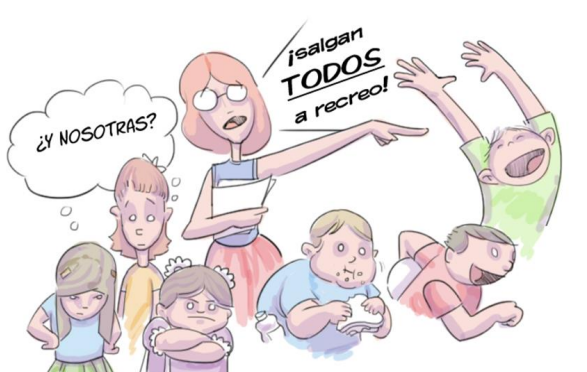 ¡salgan
TODOS
a recreo!
¿Y NOSOTRAS?